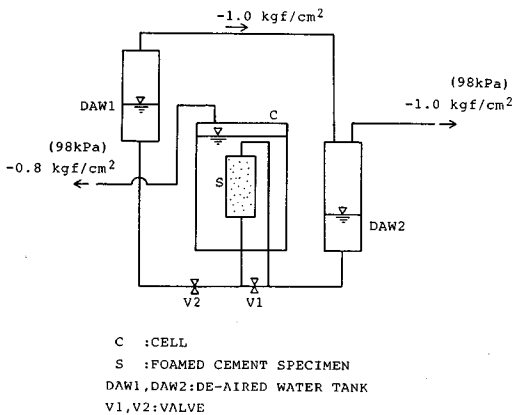 -1.0 kgf/cm2
(98kPa)
-1.0 kgf/cm2
DAW1
C
(98kPa)
-0.8 kgf/cm2
S
DAW2
V2
V1
C :CELL
S :FOAMED CEMENT SPECIMEN
DAW1,DAW2:DE-AIRED WATER TANK
V1,V2:VALVE